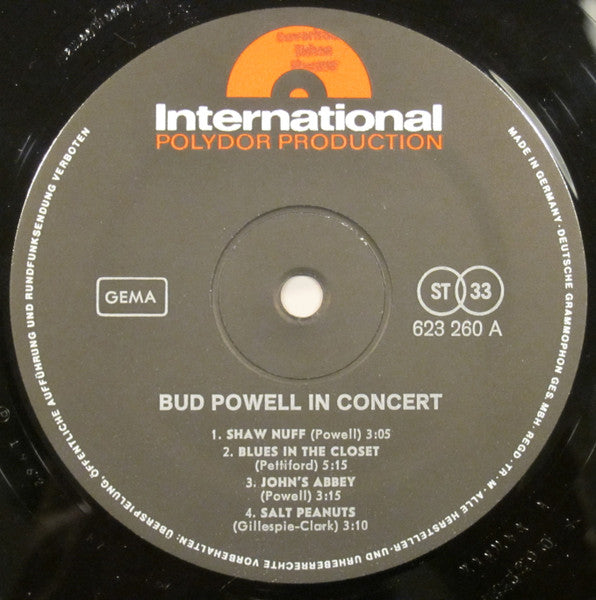 International
POLYDOR PRODUCTION
GEMA
ST 33
623 260 A
BUD POWELL IN CONCERT
1. SHAW NUFF (Powell) 3:05
2. BLUES IN THE CLOSET
(Pettiford) 5:15
3. JOHN'S ABBEY
(Powell) 3:15
4. SALT PEANUTS
(Gillespie-Clark) 3:10
MADE IN GERMANY · DEUTSCHE GRAMMOPHON GES. MBH · REGD. TR. M. · ALLE HERSTELLER- UND URHEBERRECHTE VORBEHALTEN: ÜBERSPIELUNG, ÖFFENTLICHE AUFFÜHRUNG UND RUNDFUNKSENDUNG VERBOTEN